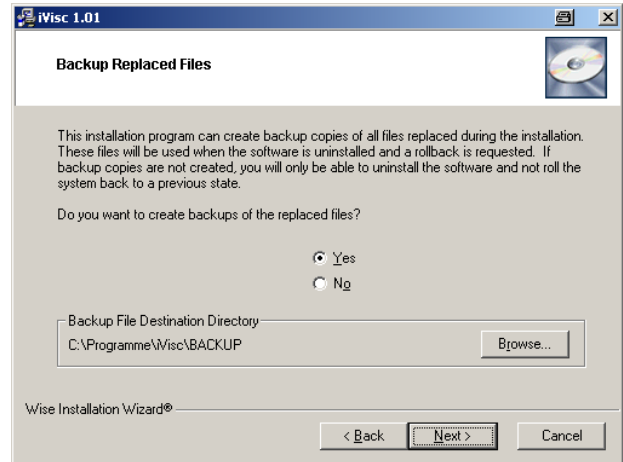 iVisc 1.01
Backup Replaced Files
This installation program can create backup copies of all files replaced during the installation.
These files will be used when the software is uninstalled and a rollback is requested. If
backup copies are not created, you will only be able to uninstall the software and not roll the
system back to a previous state.
Do you want to create backups of the replaced files?
Yes
No
Backup File Destination Directory
C:\Programme\iVisc\BACKUP
Browse...
Wise Installation Wizard®
< Back
Next >
Cancel